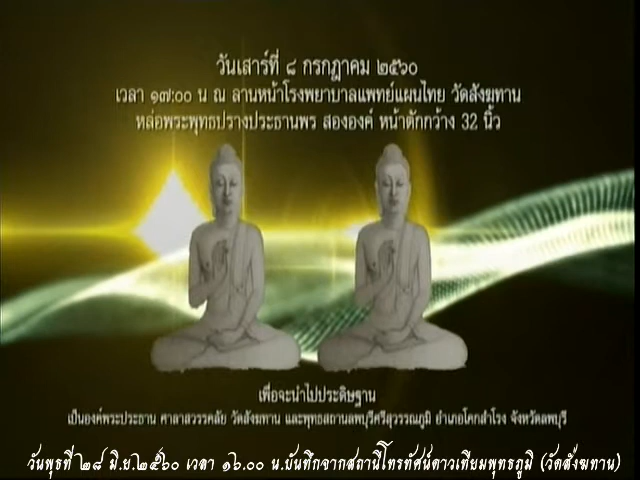 วันเสาร์ที่ ๘ กรกฎาคม ๒๕๖๐
เวลา ๑๗:๐๐ น ณ ลานหน้าโรงพยาบาลแพทย์แผนไทย วัดสังฆทาน
หล่อพระพุทธปรางประธานพร สององค์ หน้าตักกว้าง 32 นิ้ว
เพื่อจะนำไปประดิษฐาน
เป็นองค์พระประธาน ศาลาสวรรคลัย วัดสังฆทาน และพุทธสถานลพบุรีศรีสุวรรณภูมิ อำเภอโคกสำโรง จังหวัดลพบุรี
วันพุธที่ ๒๘ มิ.ย.๒๕๖๐ เวลา ๑๖.๐๐ น.บันทึกจากสถานีโทรทัศน์ดาวเทียมพุทธภูมิ (วัดสังฆทาน)